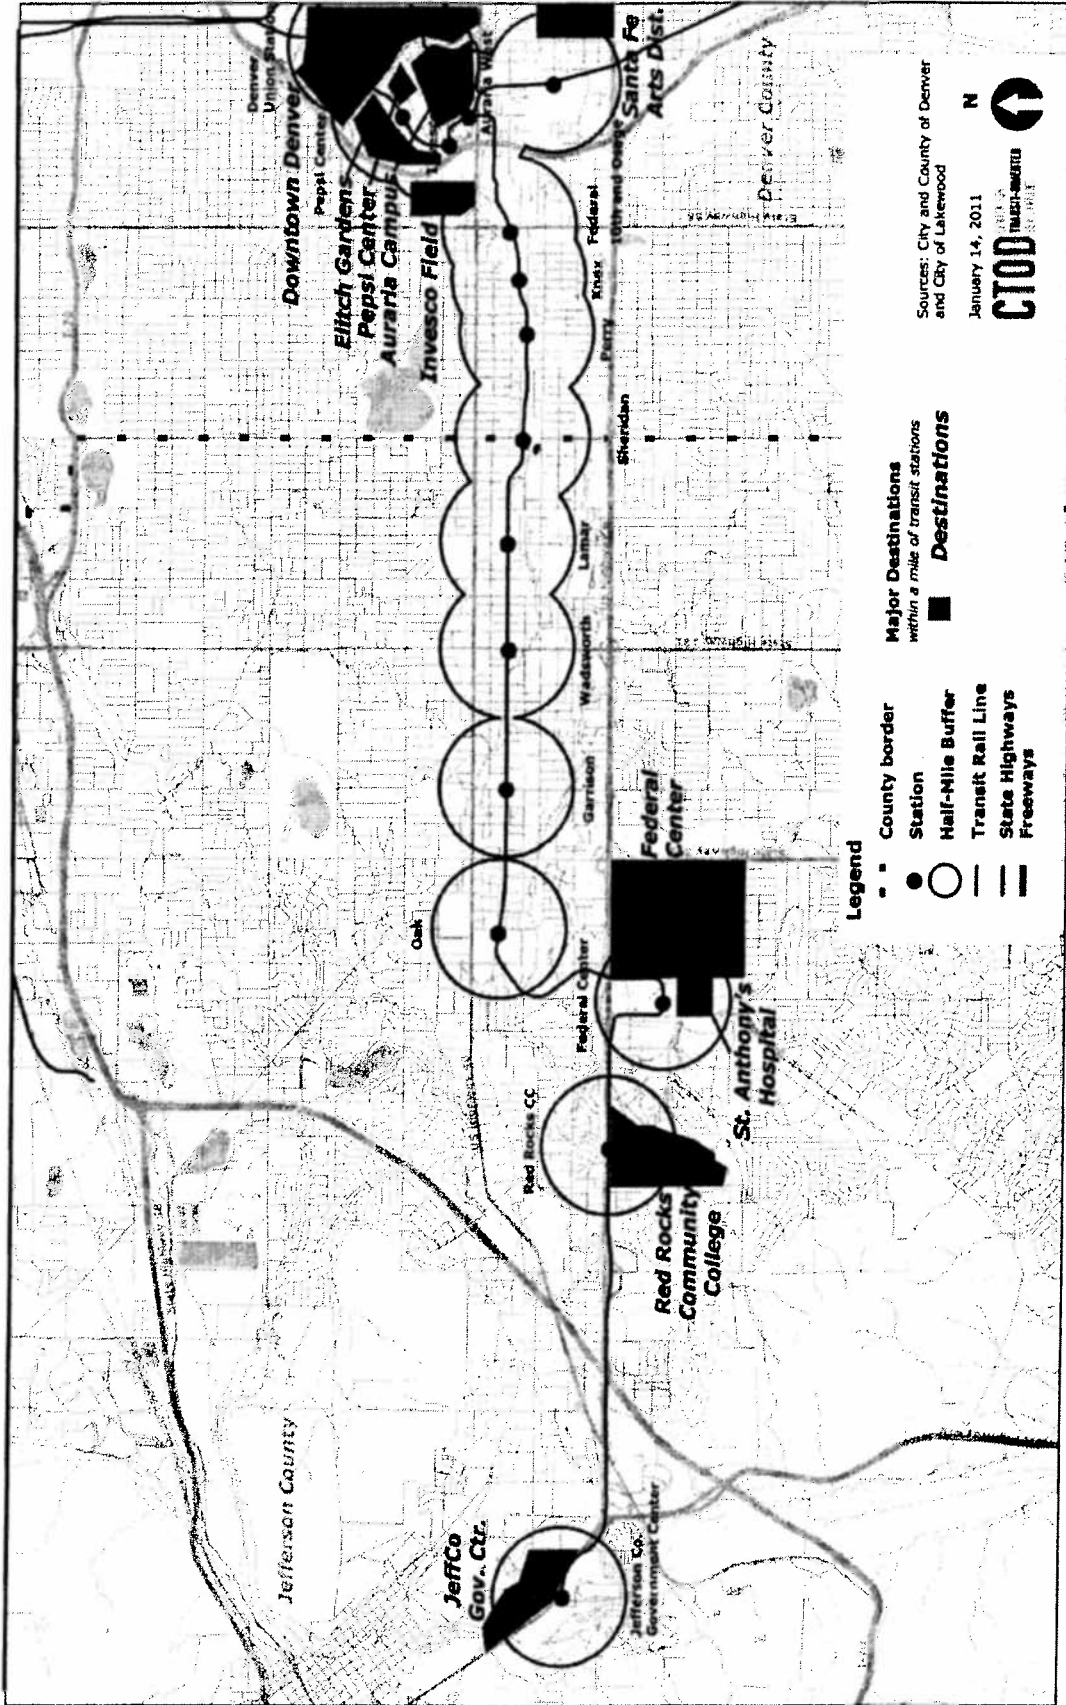 Denver
Union Station
Downtown Denver
Pepsi Center
Elitch Gardens
Pepsi Center
Auraria Campus
Invesco Field
Auraria West
Santa Fe
Arts Dist.
10th and Osage
Federal
Knox
Perry
Denver County
Sheridan
Lamar
Wadsworth
Garrison
Oak
Federal
Center
Federal Center
St. Anthony's
Hospital
Red Rocks CC
Red Rocks
Community
College
Jefferson County
JeffCo
Gov. Ctr.
Jefferson Co.
Government Center
Legend
County border
Station
Half-Mile Buffer
Transit Rail Line
State Highways
Freeways
Major Destinations
within a mile of transit stations
Destinations
Sources: City and County of Denver
and City of Lakewood
January 14, 2011
N
CTOD